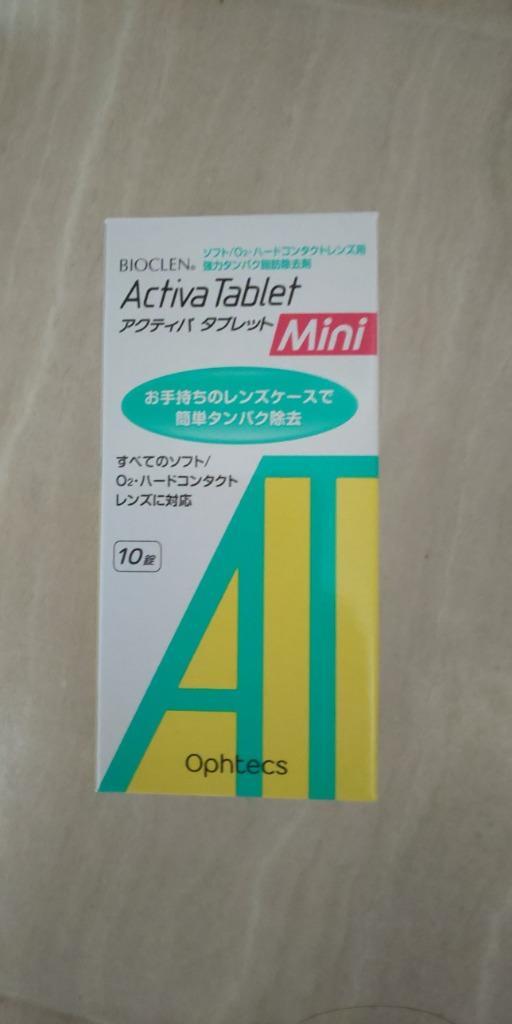 ソフト/O2・ハードコンタクトレンズ用
BIOCLEN® 強力タンパク脂肪除去剤
Activa Tablet
アクティバ タブレット Mini
お手持ちのレンズケースで
簡単タンパク除去
すべてのソフト/
O2・ハードコンタクト
レンズに対応
10錠
AT
Ophtecs